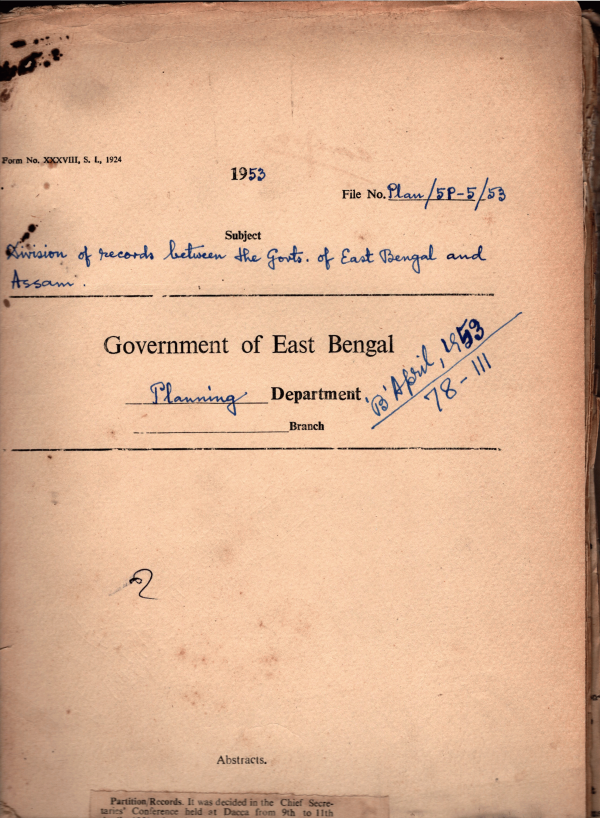 Form No. XXXVIII, S. I., 1924
1953
File No. Plan/5P-5/53
Subject
Division of records between the Govts. of East Bengal and
Assam.
Government of East Bengal
Planning Department
Branch
'B' April, 1953
78-111
Abstracts.
Partition Records. It was decided in the Chief Secre-
taries' Conference held at Dacca from 9th to 11th